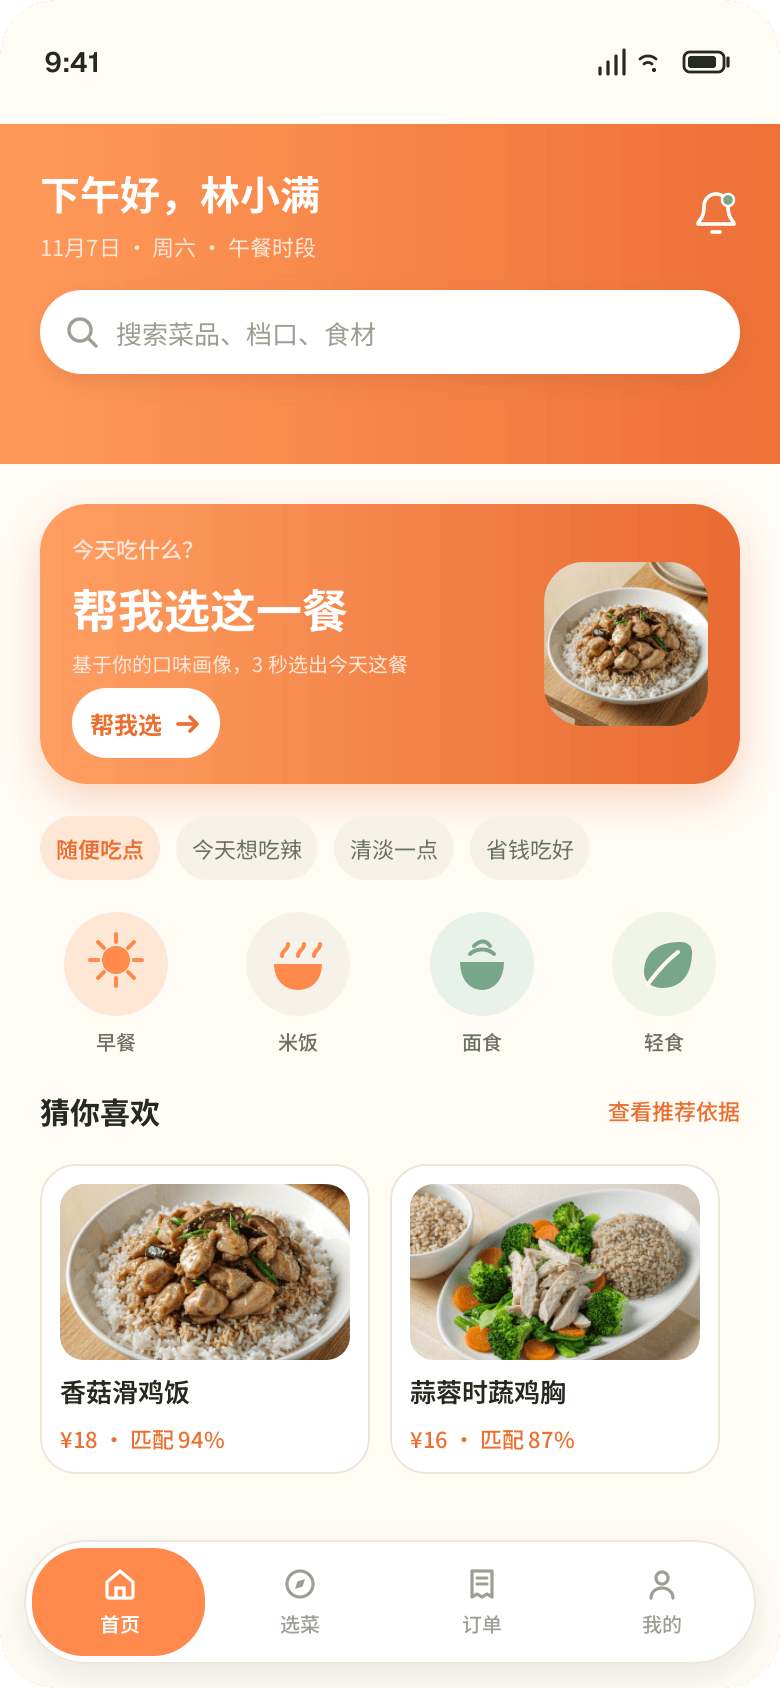 9:41
下午好，林小满
11月7日 · 周六 · 午餐时段
搜索菜品、档口、食材
今天吃什么？
帮我选这一餐
基于你的口味画像，3 秒选出今天这餐
帮我选
随便吃点 今天想吃辣 清淡一点 省钱吃好
早餐 米饭 面食 轻食
猜你喜欢 查看推荐依据
香菇滑鸡饭 蒜蓉时蔬鸡胸
¥18 · 匹配 94% ¥16 · 匹配 87%
首页 选菜 订单 我的